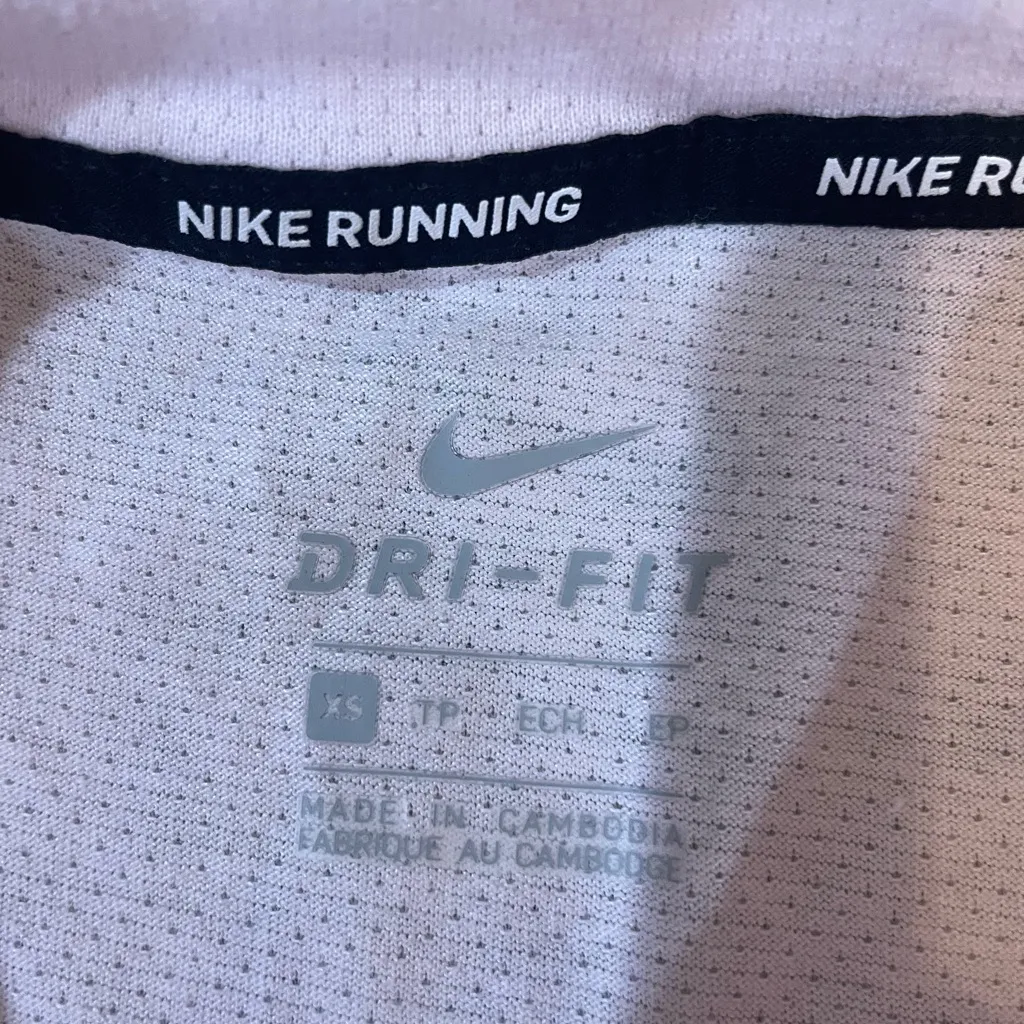 NIKE RUNNING NIKE RU
DRI-FIT
XS TP ECH EP
MADE IN CAMBODIA
FABRIQUE AU CAMBODGE